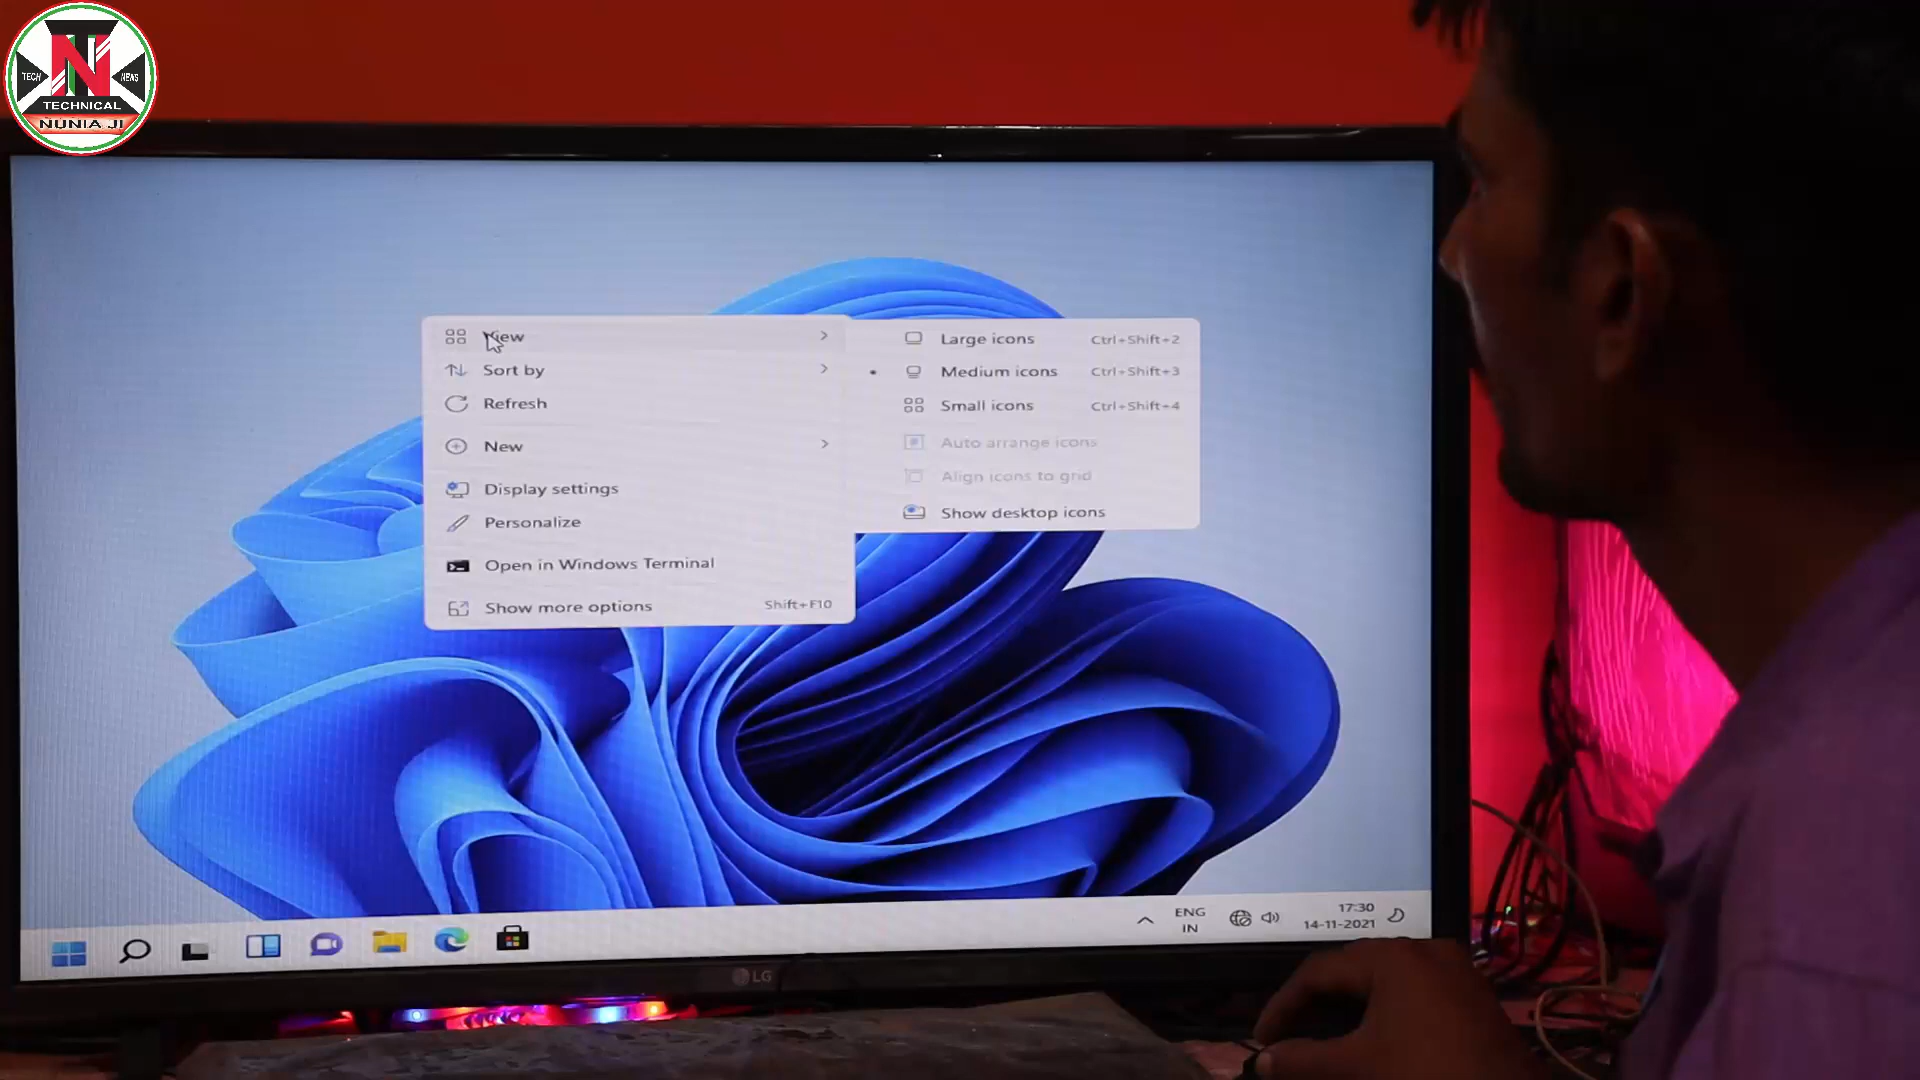 TECH
NEWS
TECHNICAL
NUNIA JI
View
Sort by
Refresh
New
Display settings
Personalize
Open in Windows Terminal
Show more options Shift+F10
Large icons Ctrl+Shift+2
Medium icons Ctrl+Shift+3
Small icons Ctrl+Shift+4
Auto arrange icons
Align icons to grid
Show desktop icons
ENG
IN
17:30
14-11-2021
LG